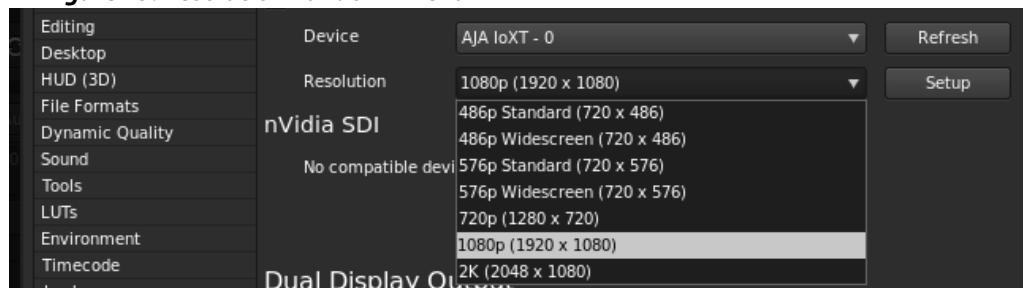 Editing
Desktop
HUD (3D)
File Formats
Dynamic Quality
Sound
Tools
LUTs
Environment
Timecode
Device
AJA IoXT - 0
Refresh
Resolution
1080p (1920 x 1080)
Setup
486p Standard (720 x 486)
486p Widescreen (720 x 486)
576p Standard (720 x 576)
576p Widescreen (720 x 576)
720p (1280 x 720)
1080p (1920 x 1080)
2K (2048 x 1080)
nVidia SDI
No compatible devi
Dual Display